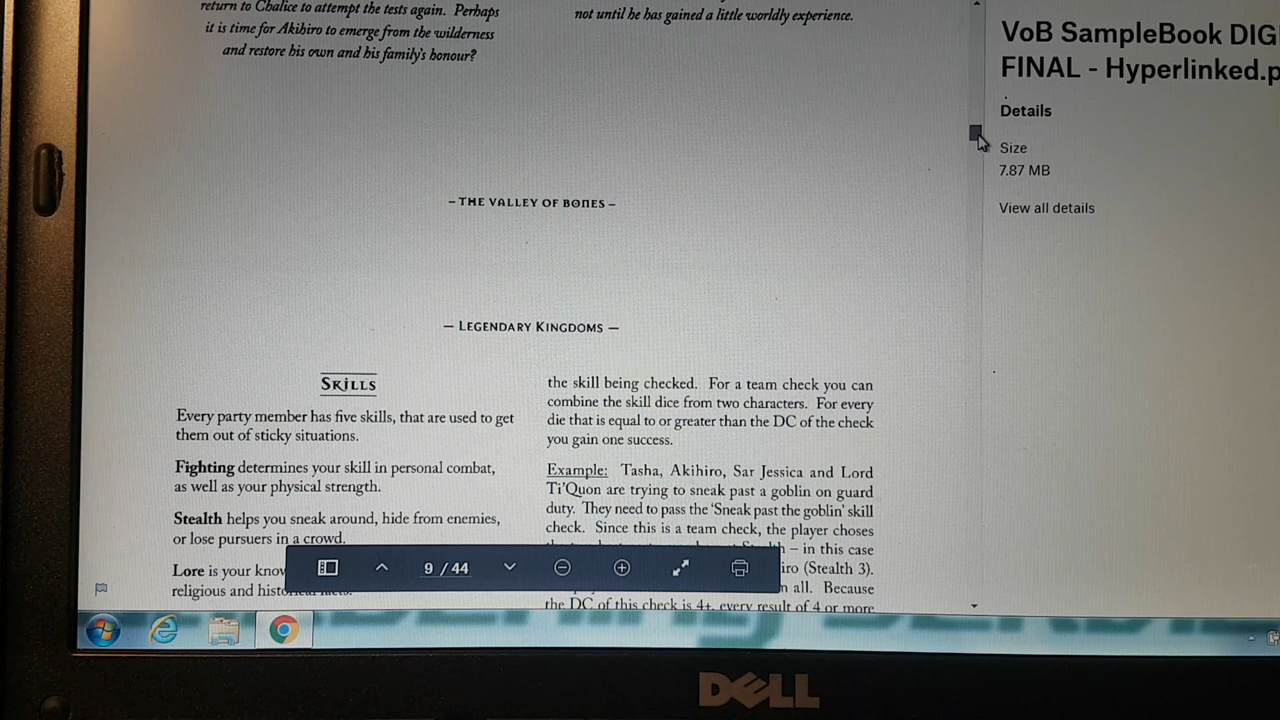 return to Chalice to attempt the tests again. Perhaps
it is time for Akihiro to emerge from the wilderness
and restore his own and his family's honour?
not until he has gained a little worldly experience.
– THE VALLEY OF BONES –
— LEGENDARY KINGDOMS —
SKILLS
Every party member has five skills, that are used to get
them out of sticky situations.
Fighting determines your skill in personal combat,
as well as your physical strength.
Stealth helps you sneak around, hide from enemies,
or lose pursuers in a crowd.
Lore is your know
religious and historical facts.
the skill being checked. For a team check you can
combine the skill dice from two characters. For every
die that is equal to or greater than the DC of the check
you gain one success.
Example: Tasha, Akihiro, Sar Jessica and Lord
Ti'Quon are trying to sneak past a goblin on guard
duty. They need to pass the 'Sneak past the goblin' skill
check. Since this is a team check, the player choses
– in this case
iro (Stealth 3).
n all. Because
the DC of this check is 4+, every result of 4 or more
9 / 44
VoB SampleBook DIG
FINAL - Hyperlinked.p
Details
Size
7.87 MB
View all details
DELL